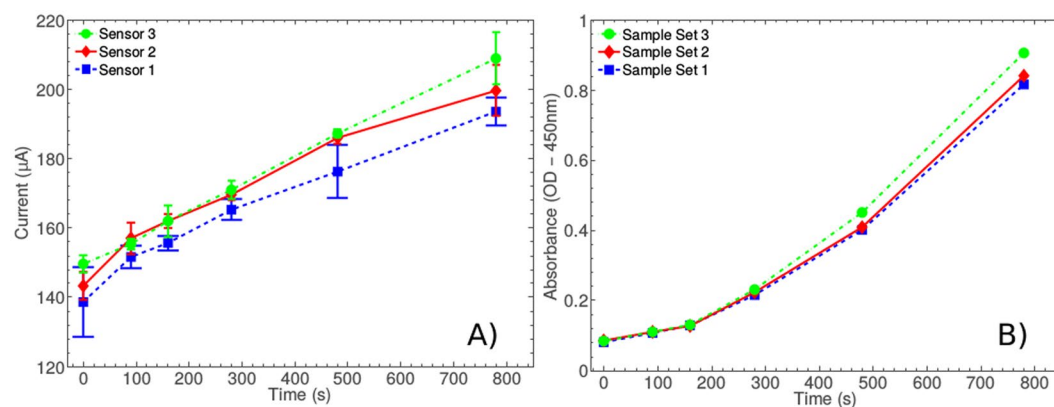 220
200
180
160
140
120
Current (μA)
Sensor 3
Sensor 2
Sensor 1
A)
0 100 200 300 400 500 600 700 800
Time (s)
1
0.8
0.6
0.4
0.2
0
Absorbance (OD – 450nm)
Sample Set 3
Sample Set 2
Sample Set 1
B)
0 100 200 300 400 500 600 700 800
Time (s)